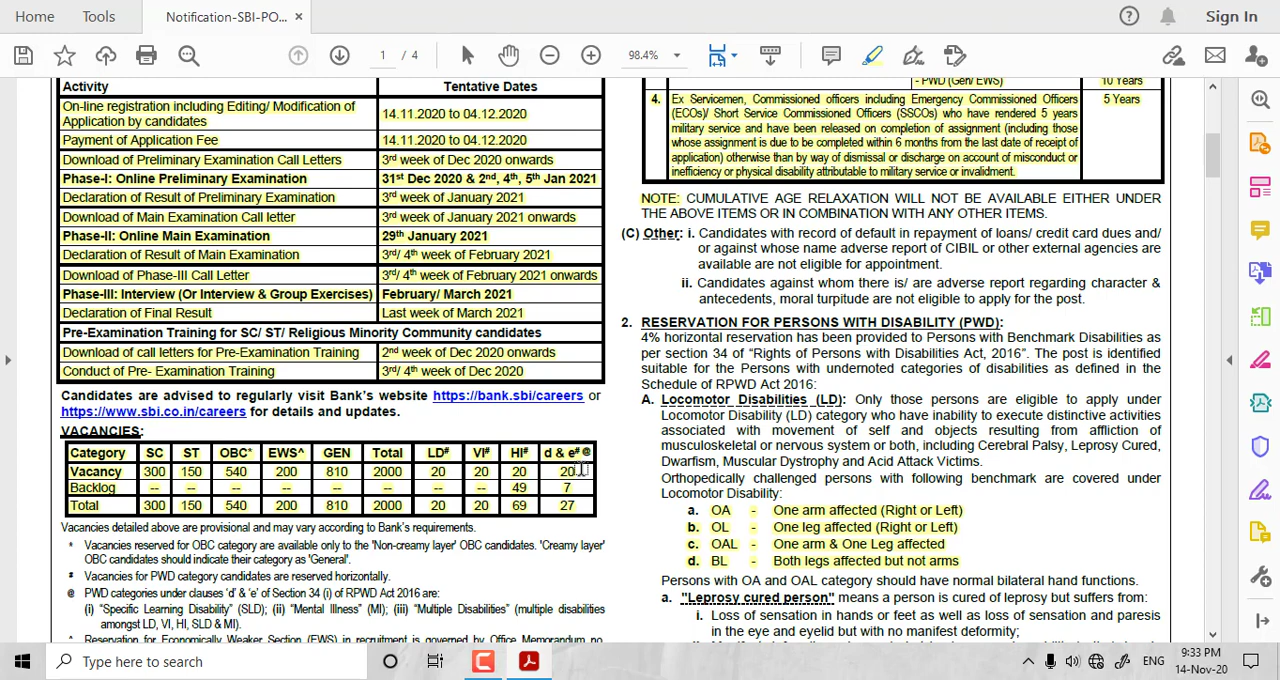 Home Tools Notification-SBI-PO... × Sign In
1 / 4 98.4%
Activity Tentative Dates
On-line registration including Editing/ Modification of Application by candidates 14.11.2020 to 04.12.2020
Payment of Application Fee 14.11.2020 to 04.12.2020
Download of Preliminary Examination Call Letters 3rd week of Dec 2020 onwards
Phase-I: Online Preliminary Examination 31st Dec 2020 & 2nd, 4th, 5th Jan 2021
Declaration of Result of Preliminary Examination 3rd week of January 2021
Download of Main Examination Call letter 3rd week of January 2021 onwards
Phase-II: Online Main Examination 29th January 2021
Declaration of Result of Main Examination 3rd/ 4th week of February 2021
Download of Phase-III Call Letter 3rd/ 4th week of February 2021 onwards
Phase-III: Interview (Or Interview & Group Exercises) February/ March 2021
Declaration of Final Result Last week of March 2021
Pre-Examination Training for SC/ ST/ Religious Minority Community candidates
Download of call letters for Pre-Examination Training 2nd week of Dec 2020 onwards
Conduct of Pre- Examination Training 3rd/ 4th week of Dec 2020
Candidates are advised to regularly visit Bank's website https://bank.sbi/careers or
https://www.sbi.co.in/careers for details and updates.
VACANCIES:
Category SC ST OBC* EWS^ GEN Total LD# VI# HI# d & e# @
Vacancy 300 150 540 200 810 2000 20 20 20 20
Backlog -- -- -- -- -- -- -- -- 49 7
Total 300 150 540 200 810 2000 20 20 69 27
Vacancies detailed above are provisional and may vary according to Bank's requirements.
* Vacancies reserved for OBC category are available only to the 'Non-creamy layer' OBC candidates. 'Creamy layer'
OBC candidates should indicate their category as 'General'.
# Vacancies for PWD category candidates are reserved horizontally.
@ PWD categories under clauses 'd' & 'e' of Section 34 (i) of RPWD Act 2016 are:
(i) "Specific Learning Disability" (SLD); (ii) "Mental Illness" (MI); (iii) "Multiple Disabilities" (multiple disabilities
amongst LD, VI, HI, SLD & MI).
^ Reservation for Economically Weaker Section (EWS) in recruitment is governed by Office Memorandum no.
- PWD (Gen/ EWS) 10 Years
4. Ex Servicemen, Commissioned officers including Emergency Commissioned Officers 5 Years
(ECOs)/ Short Service Commissioned Officers (SSCOs) who have rendered 5 years
military service and have been released on completion of assignment (including those
whose assignment is due to be completed within 6 months from the last date of receipt of
application) otherwise than by way of dismissal or discharge on account of misconduct or
inefficiency or physical disability attributable to military service or invalidment.
NOTE: CUMULATIVE AGE RELAXATION WILL NOT BE AVAILABLE EITHER UNDER
THE ABOVE ITEMS OR IN COMBINATION WITH ANY OTHER ITEMS.
(C) Other: i. Candidates with record of default in repayment of loans/ credit card dues and/
or against whose name adverse report of CIBIL or other external agencies are
available are not eligible for appointment.
ii. Candidates against whom there is/ are adverse report regarding character &
antecedents, moral turpitude are not eligible to apply for the post.
2. RESERVATION FOR PERSONS WITH DISABILITY (PWD):
4% horizontal reservation has been provided to Persons with Benchmark Disabilities as
per section 34 of "Rights of Persons with Disabilities Act, 2016". The post is identified
suitable for the Persons with undernoted categories of disabilities as defined in the
Schedule of RPWD Act 2016:
A. Locomotor Disabilities (LD): Only those persons are eligible to apply under
Locomotor Disability (LD) category who have inability to execute distinctive activities
associated with movement of self and objects resulting from affliction of
musculoskeletal or nervous system or both, including Cerebral Palsy, Leprosy Cured,
Dwarfism, Muscular Dystrophy and Acid Attack Victims.
Orthopedically challenged persons with following benchmark are covered under
Locomotor Disability:
a. OA - One arm affected (Right or Left)
b. OL - One leg affected (Right or Left)
c. OAL - One arm & One Leg affected
d. BL - Both legs affected but not arms
Persons with OA and OAL category should have normal bilateral hand functions.
a. "Leprosy cured person" means a person is cured of leprosy but suffers from:
i. Loss of sensation in hands or feet as well as loss of sensation and paresis
in the eye and eyelid but with no manifest deformity;
Type here to search ENG 9:33 PM
14-Nov-20